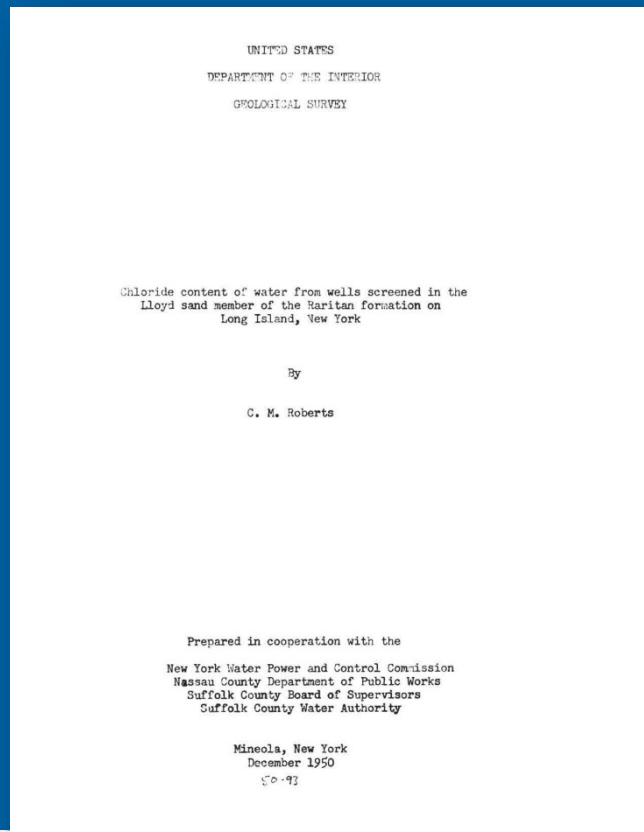 UNITED STATES
DEPARTMENT OF THE INTERIOR
GEOLOGICAL SURVEY
Chloride content of water from wells screened in the
Lloyd sand member of the Raritan formation on
Long Island, New York
By
C. M. Roberts
Prepared in cooperation with the
New York Water Power and Control Commission
Nassau County Department of Public Works
Suffolk County Board of Supervisors
Suffolk County Water Authority
Mineola, New York
December 1950
50-93